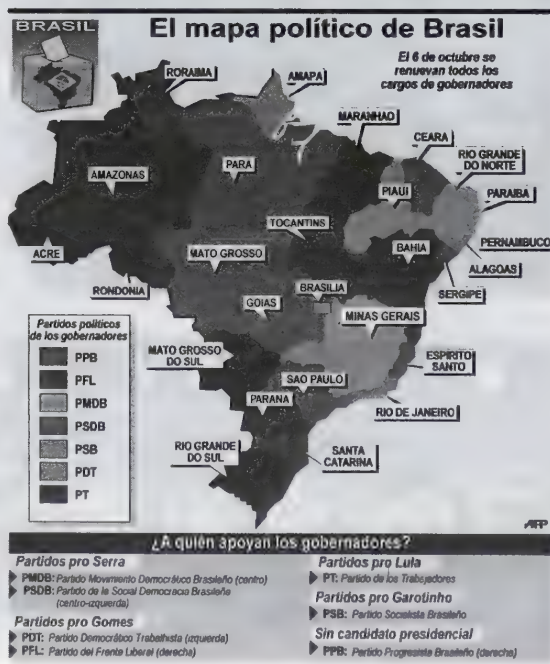 BRASIL
El mapa político de Brasil
El 6 de octubre se
renuevan todos los
cargos de gobernadores
RORAIMA
AMAPA
MARANHAO
CEARA
RIO GRANDE
DO NORTE
AMAZONAS
PARA
PIAUI
PARAIBA
TOCANTINS
PERNAMBUCO
ACRE
MATO GROSSO
BAHIA
ALAGOAS
RONDONIA
BRASILIA
SERGIPE
GOIAS
MINAS GERAIS
Partidos políticos
de los gobernadores
PPB
PFL
PMDB
PSDB
PSB
PDT
PT
MATO GROSSO
DO SUL
ESPIRITO
SANTO
SAO PAULO
PARANA
RIO DE JANEIRO
RIO GRANDE
DO SUL
SANTA
CATARINA
AFP
¿A quién apoyan los gobernadores?
Partidos pro Serra
PMDB: Partido Movimiento Democrático Brasileño (centro)
PSDB: Partido de la Social Democracia Brasileña
(centro-izquierda)
Partidos pro Gomes
PDT: Partido Democrático Trabalhista (izquierda)
PFL: Partido del Frente Liberal (derecha)
Partidos pro Lula
PT: Partido de los Trabajadores
Partidos pro Garotinho
PSB: Partido Socialista Brasileño
Sin candidato presidencial
PPB: Partido Progresista Brasileño (derecha)